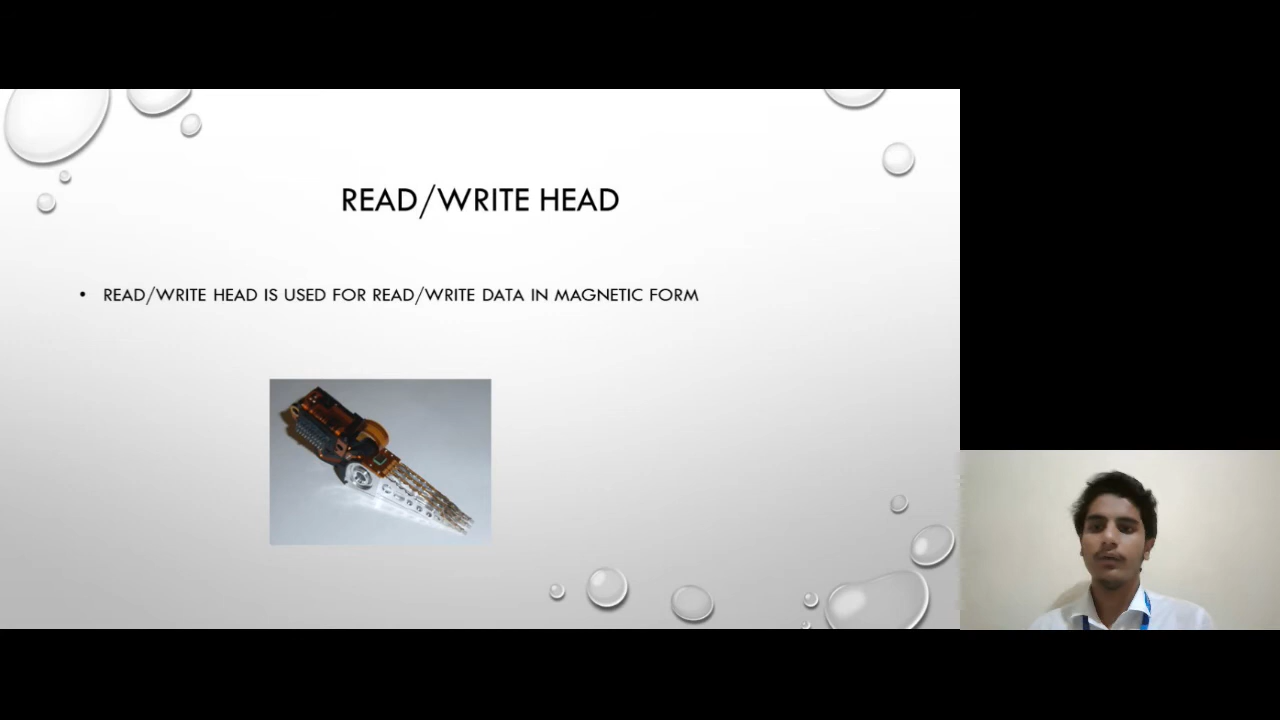 READ/WRITE HEAD
• READ/WRITE HEAD IS USED FOR READ/WRITE DATA IN MAGNETIC FORM